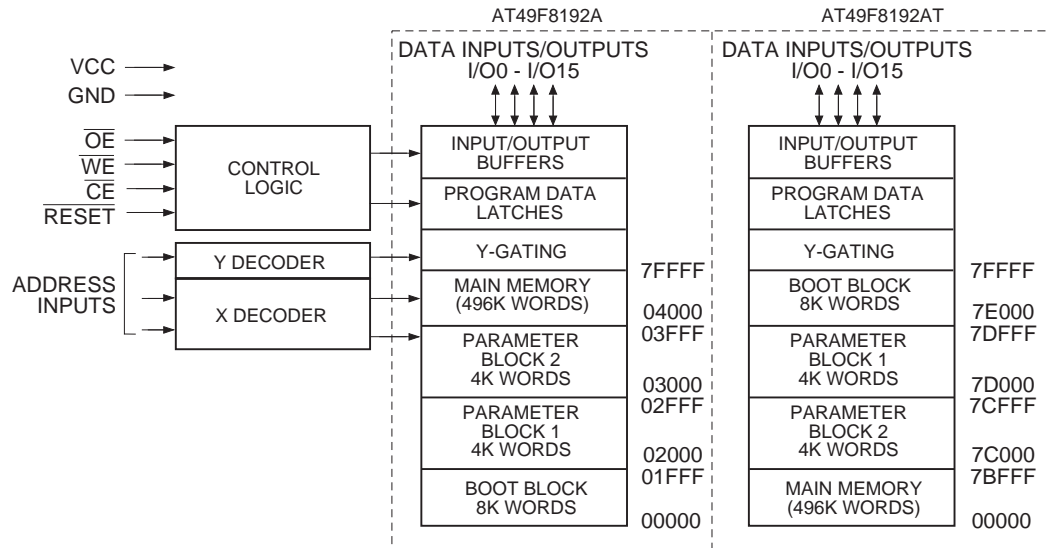 AT49F8192A
AT49F8192AT
VCC
GND
OE
WE
CE
RESET
ADDRESS
INPUTS
CONTROL
LOGIC
Y DECODER
X DECODER
DATA INPUTS/OUTPUTS
I/O0 - I/O15
INPUT/OUTPUT
BUFFERS
PROGRAM DATA
LATCHES
Y-GATING
7FFFF
MAIN MEMORY
(496K WORDS)
04000
03FFF
PARAMETER
BLOCK 2
4K WORDS
03000
02FFF
PARAMETER
BLOCK 1
4K WORDS
02000
01FFF
BOOT BLOCK
8K WORDS
00000
DATA INPUTS/OUTPUTS
I/O0 - I/O15
INPUT/OUTPUT
BUFFERS
PROGRAM DATA
LATCHES
Y-GATING
7FFFF
BOOT BLOCK
8K WORDS
7E000
7DFFF
PARAMETER
BLOCK 1
4K WORDS
7D000
7CFFF
PARAMETER
BLOCK 2
4K WORDS
7C000
7BFFF
MAIN MEMORY
(496K WORDS)
00000